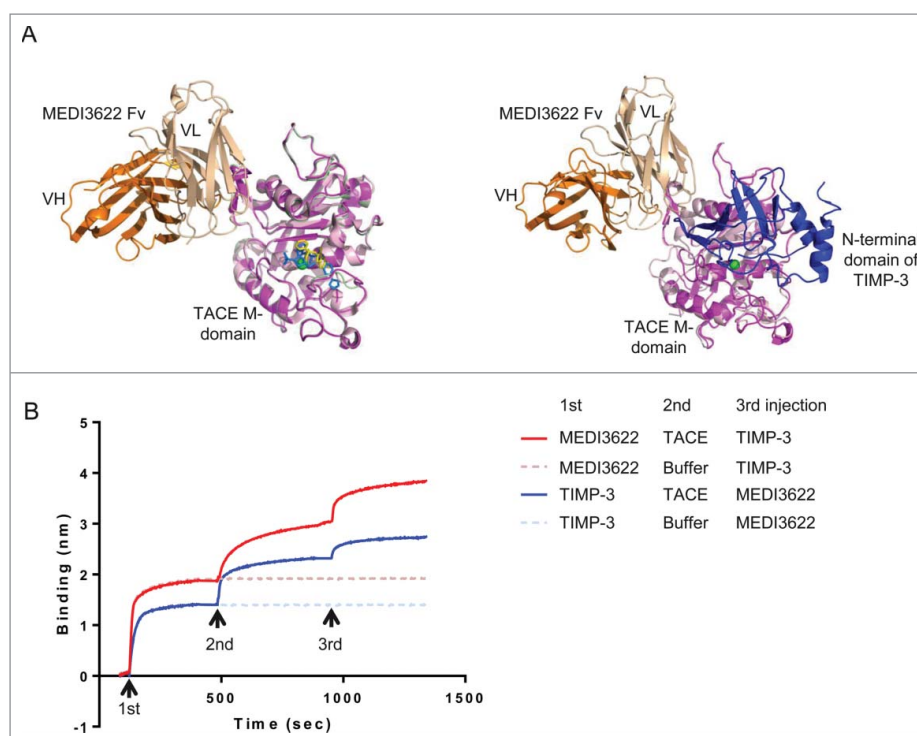 A
MEDI3622 Fv
VL
VH
TACE M-
domain
MEDI3622 Fv
VL
VH
N-terminal
domain of
TIMP-3
TACE M-
domain
B
Binding (nm)
5
4
3
2
1
0
-1
1st
2nd
3rd
500
1000
1500
Time (sec)
1st 2nd 3rd injection
MEDI3622 TACE TIMP-3
MEDI3622 Buffer TIMP-3
TIMP-3 TACE MEDI3622
TIMP-3 Buffer MEDI3622